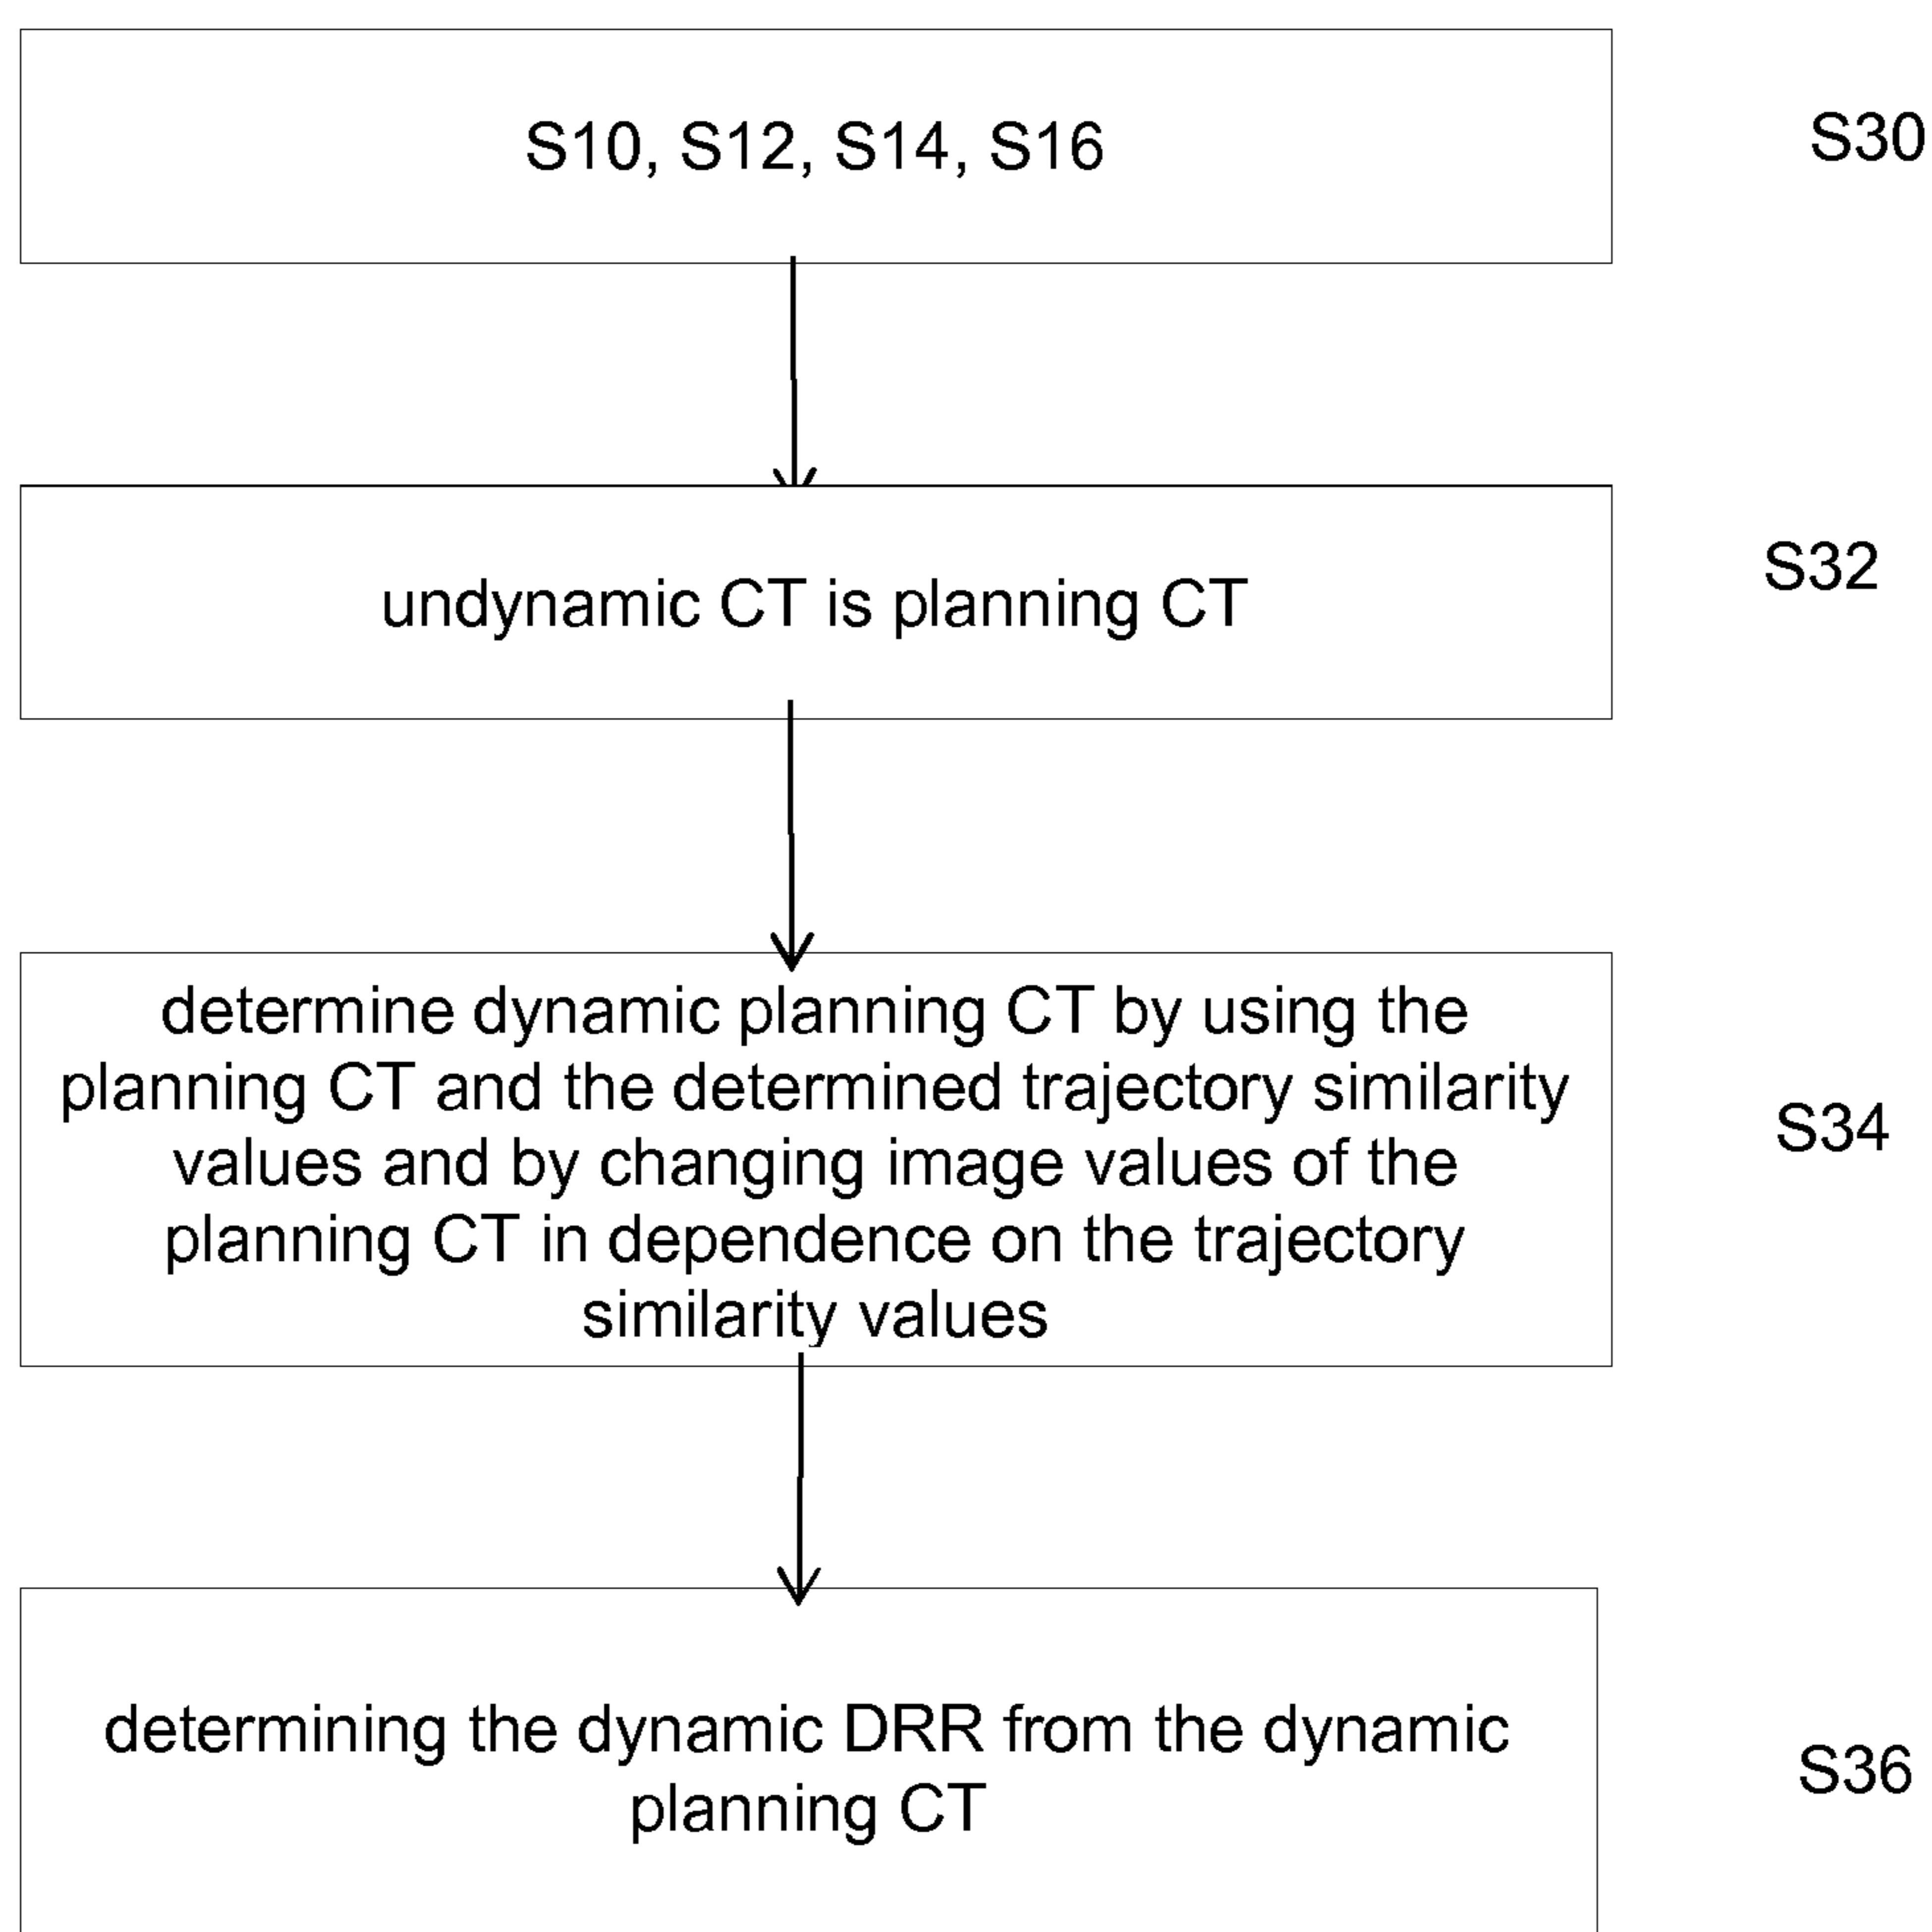 S10, S12, S14, S16
S30
undynamic CT is planning CT
S32
determine dynamic planning CT by using the
planning CT and the determined trajectory similarity
values and by changing image values of the
planning CT in dependence on the trajectory
similarity values
S34
determining the dynamic DRR from the dynamic
planning CT
S36